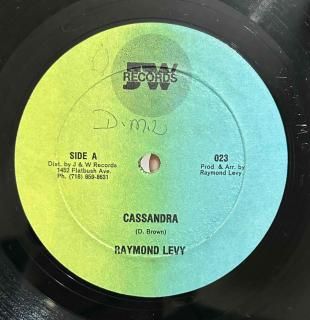 JW
RECORDS
SIDE A
Dist. by J & W Records
1452 Flatbush Ave.
Ph. (718) 859-8631
023
Prod & Arr. by
Raymond Levy
CASSANDRA
(D. Brown)
RAYMOND LEVY